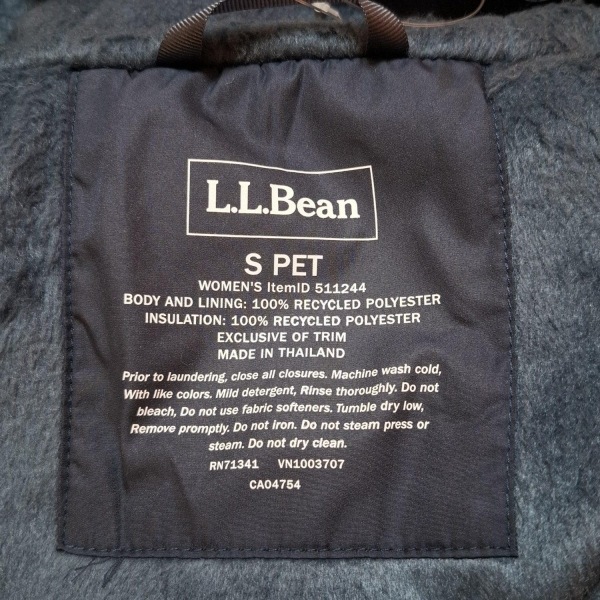 L.L.Bean
S PET
WOMEN'S ItemID 511244
BODY AND LINING: 100% RECYCLED POLYESTER
INSULATION: 100% RECYCLED POLYESTER
EXCLUSIVE OF TRIM
MADE IN THAILAND
Prior to laundering, close all closures. Machine wash cold,
With like colors. Mild detergent, Rinse thoroughly. Do not
bleach, Do not use fabric softeners. Tumble dry low,
Remove promptly. Do not iron. Do not steam press or
steam. Do not dry clean.
RN71341 VN1003707
CA04754